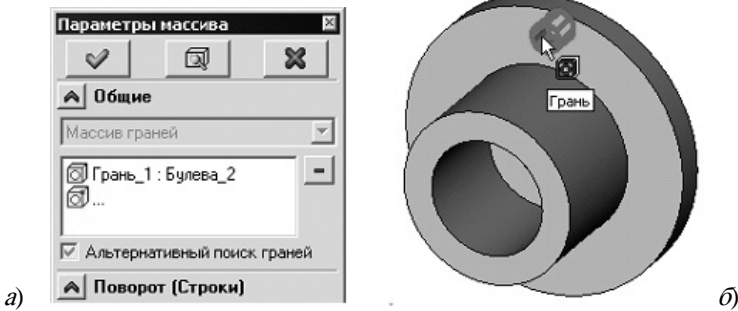 Параметры массива
Общие
Массив граней
Грань_1 : Булева_2
...
Альтернативный поиск граней
Поворот (Строки)
Грань
а)
б)